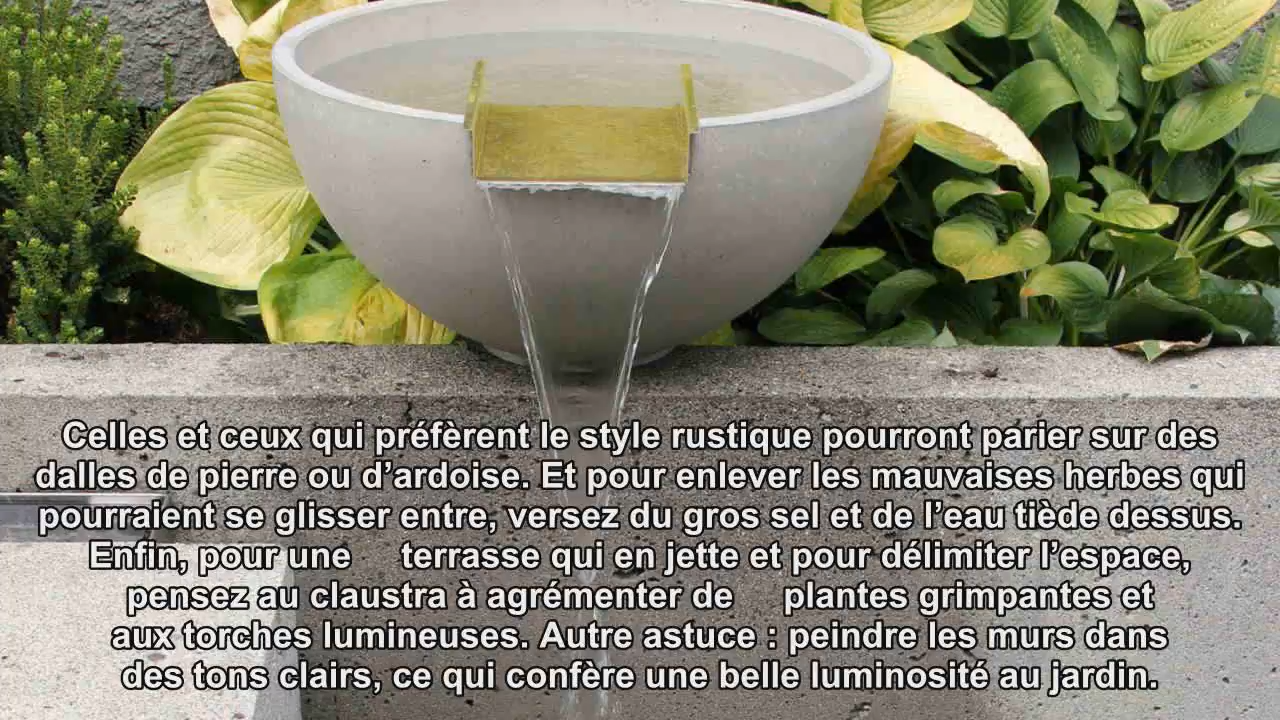 Celles et ceux qui préfèrent le style rustique pourront parier sur des
dalles de pierre ou d’ardoise. Et pour enlever les mauvaises herbes qui
pourraient se glisser entre, versez du gros sel et de l’eau tiède dessus.
Enfin, pour une terrasse qui en jette et pour délimiter l’espace,
pensez au claustra à agrémenter de plantes grimpantes et
aux torches lumineuses. Autre astuce : peindre les murs dans
des tons clairs, ce qui confère une belle luminosité au jardin.